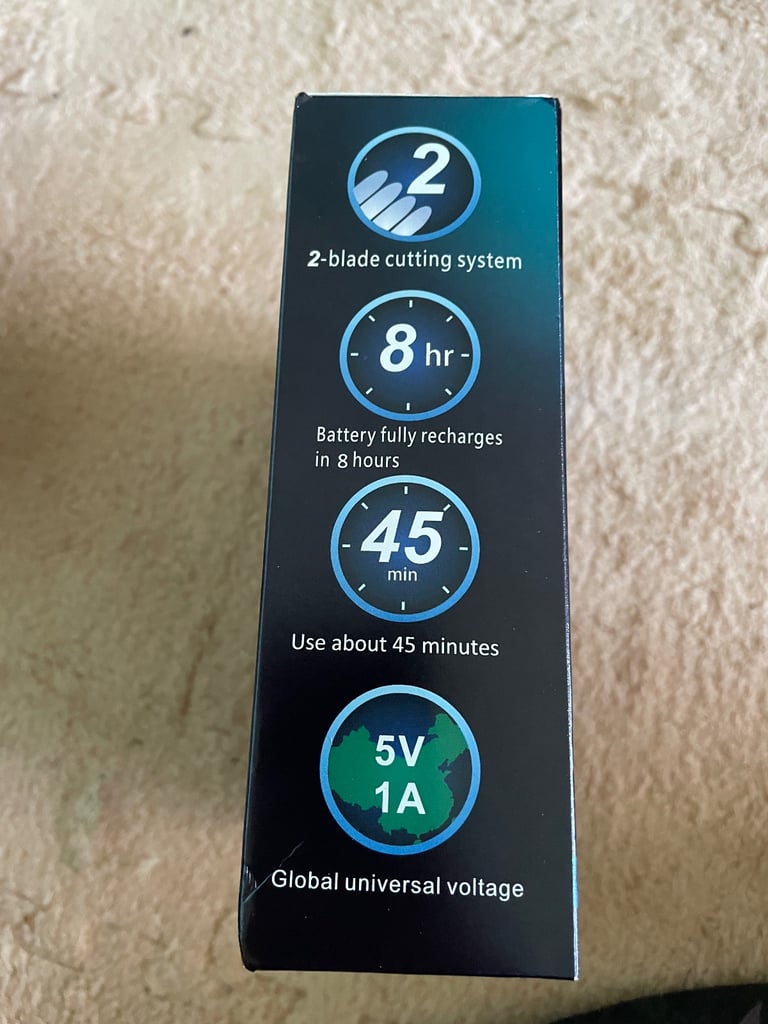 2
2-blade cutting system
8 hr
Battery fully recharges
in 8 hours
45
min
Use about 45 minutes
5V
1A
Global universal voltage